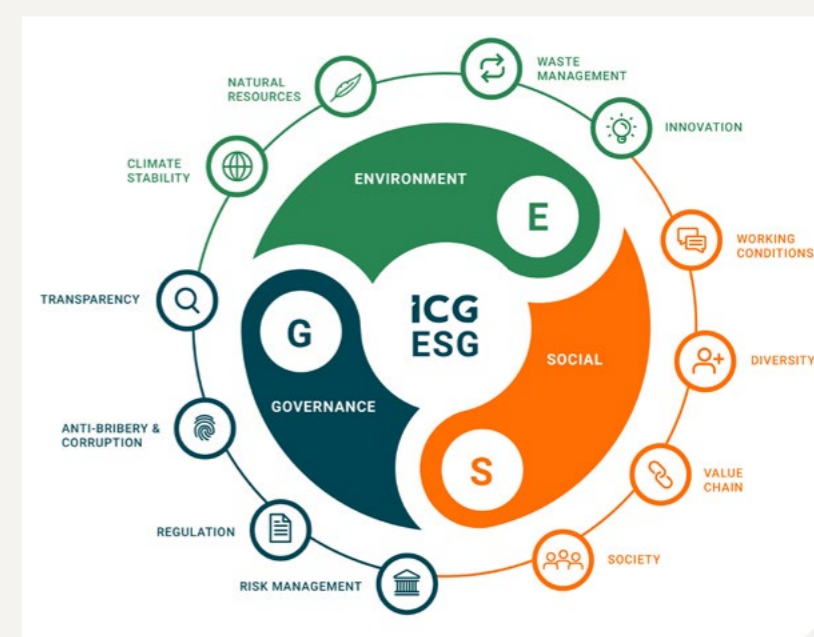 WASTE
MANAGEMENT
NATURAL
RESOURCES
INNOVATION
CLIMATE
STABILITY
ENVIRONMENT
E
WORKING
CONDITIONS
TRANSPARENCY
G
ICG
ESG
SOCIAL
DIVERSITY
GOVERNANCE
ANTI-BRIBERY &
CORRUPTION
S
VALUE
CHAIN
REGULATION
SOCIETY
RISK MANAGEMENT